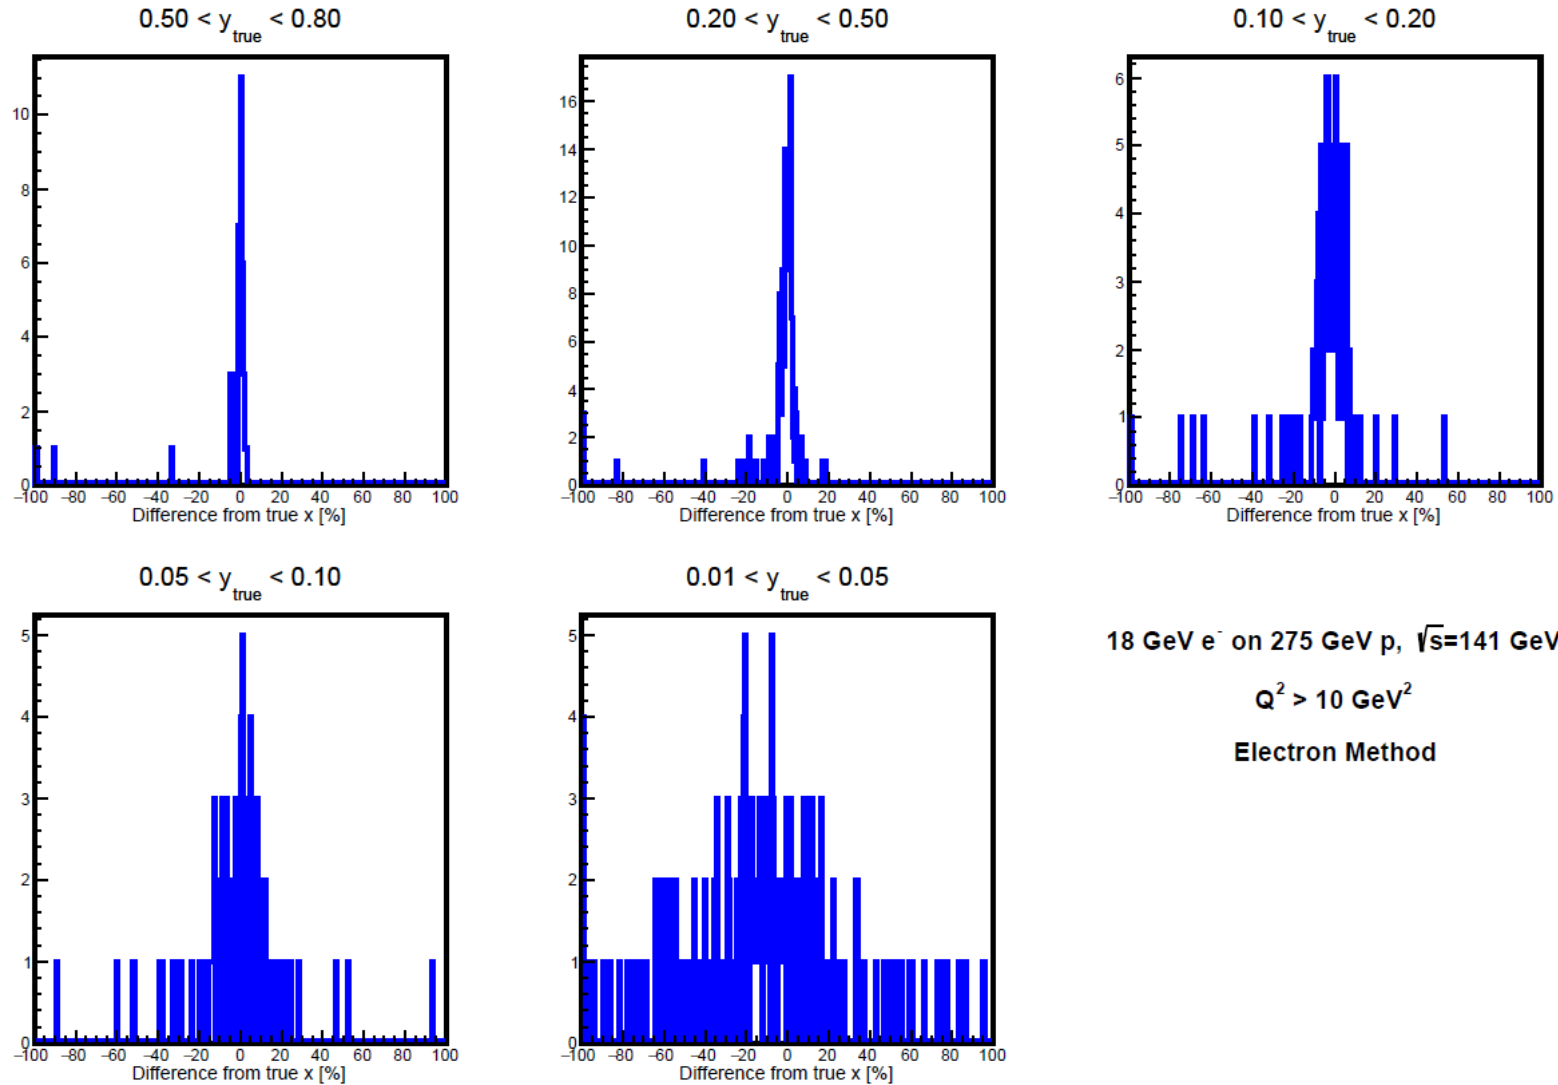 0.50 < y_true < 0.80
10
8
6
4
2
0
−100 −80 −60 −40 −20 0 20 40 60 80 100
Difference from true x [%]
0.20 < y_true < 0.50
16
14
12
10
8
6
4
2
0
−100 −80 −60 −40 −20 0 20 40 60 80 100
Difference from true x [%]
0.10 < y_true < 0.20
6
5
4
3
2
1
0
−100 −80 −60 −40 −20 0 20 40 60 80 100
Difference from true x [%]
0.05 < y_true < 0.10
5
4
3
2
1
0
−100 −80 −60 −40 −20 0 20 40 60 80 100
Difference from true x [%]
0.01 < y_true < 0.05
5
4
3
2
1
0
−100 −80 −60 −40 −20 0 20 40 60 80 100
Difference from true x [%]
18 GeV e⁻ on 275 GeV p, √s=141 GeV
Q² > 10 GeV²
Electron Method